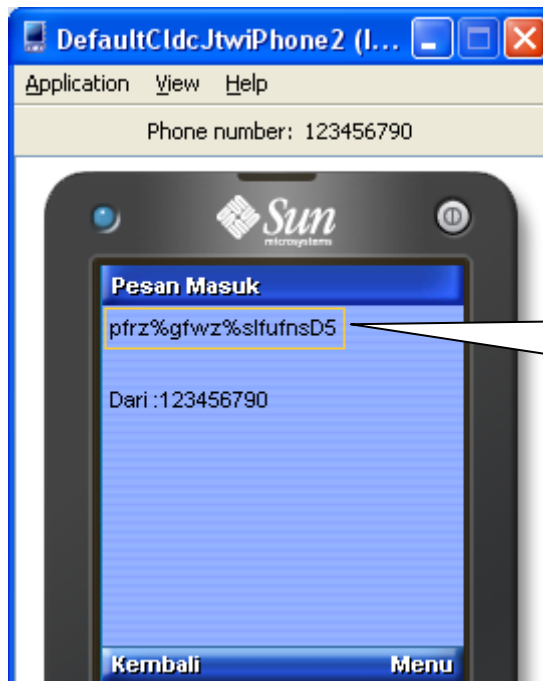 DefaultCldcJtwiPhone2 (I...
Application View Help
Phone number: 123456790
Sun
microsystems
Pesan Masuk
pfrz%gfwz%slfufnsD5
Dari :123456790
Kembali Menu